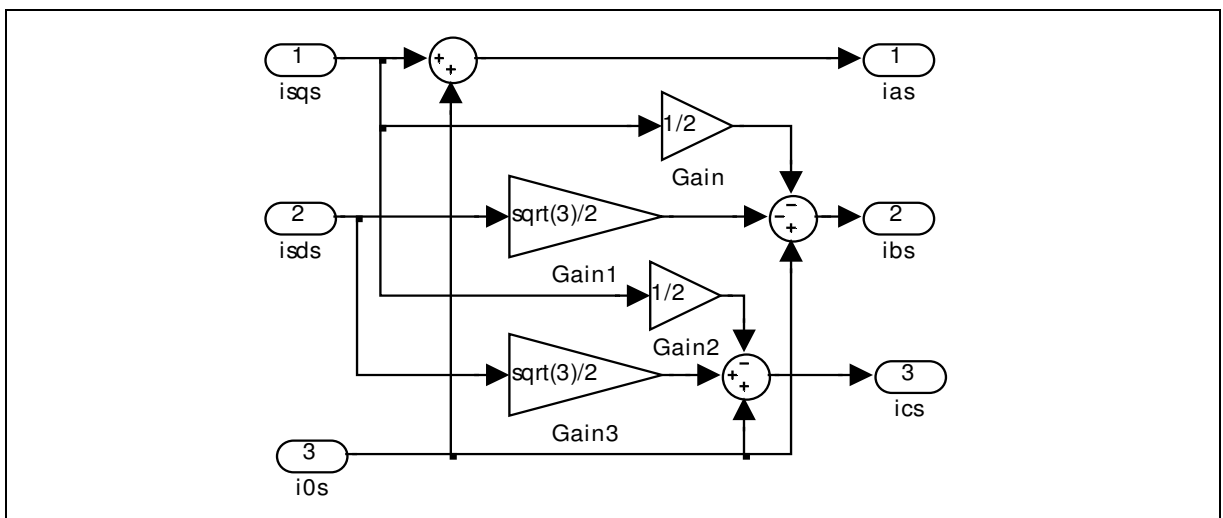 1
isqs
+
+
1
ias
1/2
Gain
2
isds
sqrt(3)/2
−
−
+
2
ibs
Gain1
1/2
Gain2
sqrt(3)/2
−
+
+
3
ics
Gain3
3
i0s